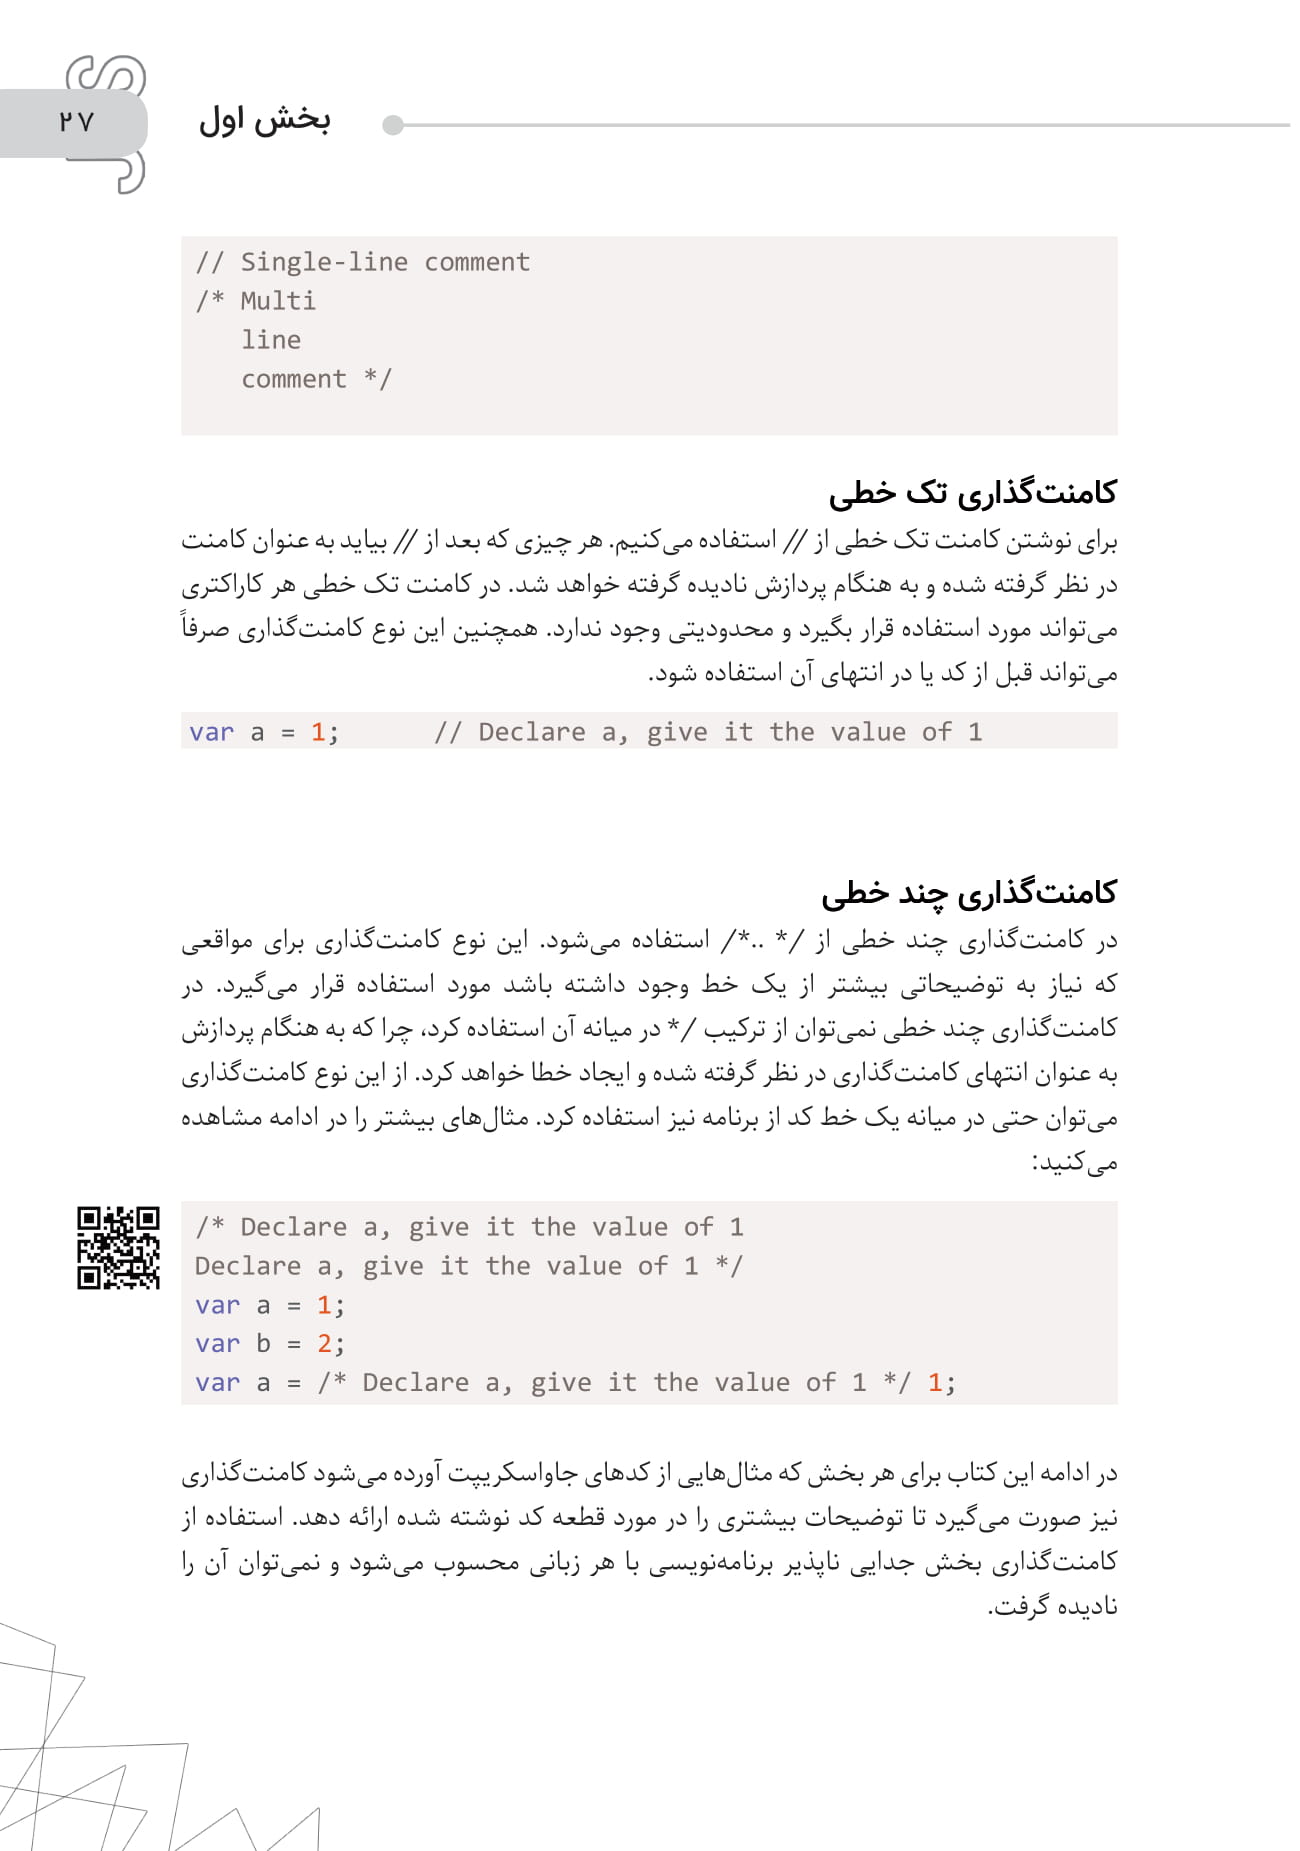 JS
۲۷
بخش اول
// Single-line comment
/* Multi
   line
   comment */
کامنت‌گذاری تک خطی
برای نوشتن کامنت تک خطی از // استفاده می‌کنیم. هر چیزی که بعد از // بیاید به عنوان کامنت
در نظر گرفته شده و به هنگام پردازش نادیده گرفته خواهد شد. در کامنت تک خطی هر کاراکتری
می‌تواند مورد استفاده قرار بگیرد و محدودیتی وجود ندارد. همچنین این نوع کامنت‌گذاری صرفاً
می‌تواند قبل از کد یا در انتهای آن استفاده شود.
var a = 1;      // Declare a, give it the value of 1
کامنت‌گذاری چند خطی
در کامنت‌گذاری چند خطی از /* ..*/ استفاده می‌شود. این نوع کامنت‌گذاری برای مواقعی
که نیاز به توضیحاتی بیشتر از یک خط وجود داشته باشد مورد استفاده قرار می‌گیرد. در
کامنت‌گذاری چند خطی نمی‌توان از ترکیب */ در میانه آن استفاده کرد، چرا که به هنگام پردازش
به عنوان انتهای کامنت‌گذاری در نظر گرفته شده و ایجاد خطا خواهد کرد. از این نوع کامنت‌گذاری
می‌توان حتی در میانه یک خط کد از برنامه نیز استفاده کرد. مثال‌های بیشتر را در ادامه مشاهده
می‌کنید:
/* Declare a, give it the value of 1
Declare a, give it the value of 1 */
var a = 1;
var b = 2;
var a = /* Declare a, give it the value of 1 */ 1;
در ادامه این کتاب برای هر بخش که مثال‌هایی از کدهای جاواسکریپت آورده می‌شود کامنت‌گذاری
نیز صورت می‌گیرد تا توضیحات بیشتری را در مورد قطعه کد نوشته شده ارائه دهد. استفاده از
کامنت‌گذاری بخش جدایی ناپذیر برنامه‌نویسی با هر زبانی محسوب می‌شود و نمی‌توان آن را
نادیده گرفت.